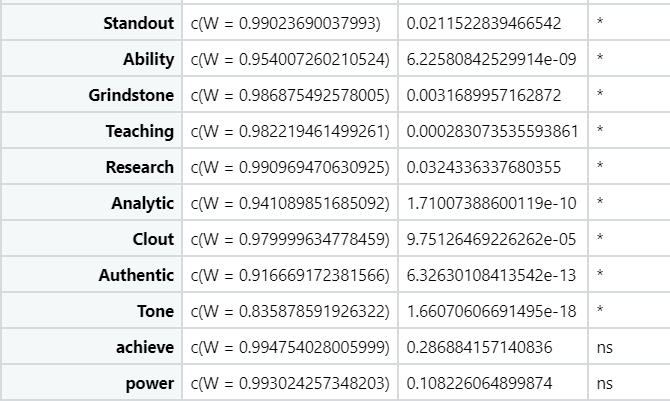 Standout c(W = 0.99023690037993) 0.0211522839466542 *
Ability c(W = 0.954007260210524) 6.22580842529914e-09 *
Grindstone c(W = 0.986875492578005) 0.0031689957162872 *
Teaching c(W = 0.982219461499261) 0.000283073535593861 *
Research c(W = 0.990969470630925) 0.0324336337680355 *
Analytic c(W = 0.941089851685092) 1.71007388600119e-10 *
Clout c(W = 0.979999634778459) 9.75126469226262e-05 *
Authentic c(W = 0.916669172381566) 6.32630108413542e-13 *
Tone c(W = 0.835878591926322) 1.66070606691495e-18 *
achieve c(W = 0.994754028005999) 0.286884157140836 ns
power c(W = 0.993024257348203) 0.108226064899874 ns